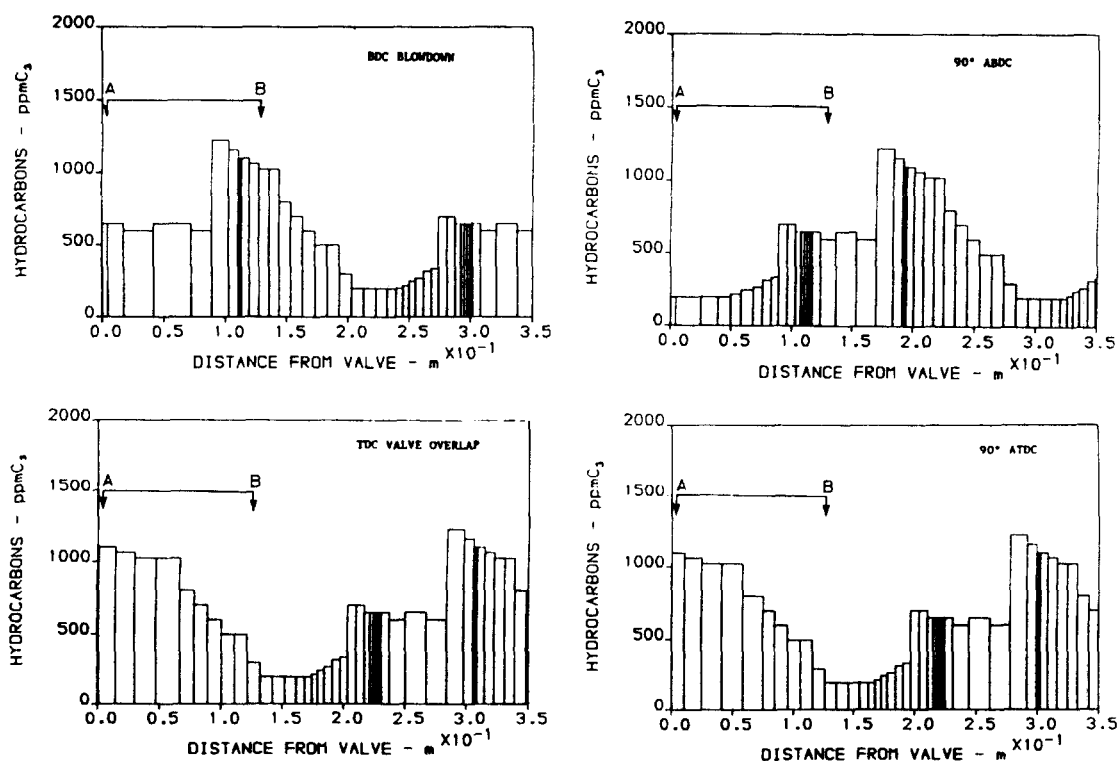 2000
1500
1000
500
0
HYDROCARBONS - ppmC3
BDC BLOWDOWN
A
B
0.0 0.5 1.0 1.5 2.0 2.5 3.0 3.5
DISTANCE FROM VALVE - m X10^-1
2000
1500
1000
500
0
HYDROCARBONS - ppmC3
90° ABDC
A
B
0.0 0.5 1.0 1.5 2.0 2.5 3.0 3.5
DISTANCE FROM VALVE - m X10^-1
2000
1500
1000
500
0
HYDROCARBONS - ppmC3
TDC VALVE OVERLAP
A
B
0.0 0.5 1.0 1.5 2.0 2.5 3.0 3.5
DISTANCE FROM VALVE - m X10^-1
2000
1500
1000
500
0
HYDROCARBONS - ppmC3
90° ATDC
A
B
0.0 0.5 1.0 1.5 2.0 2.5 3.0 3.5
DISTANCE FROM VALVE - m X10^-1